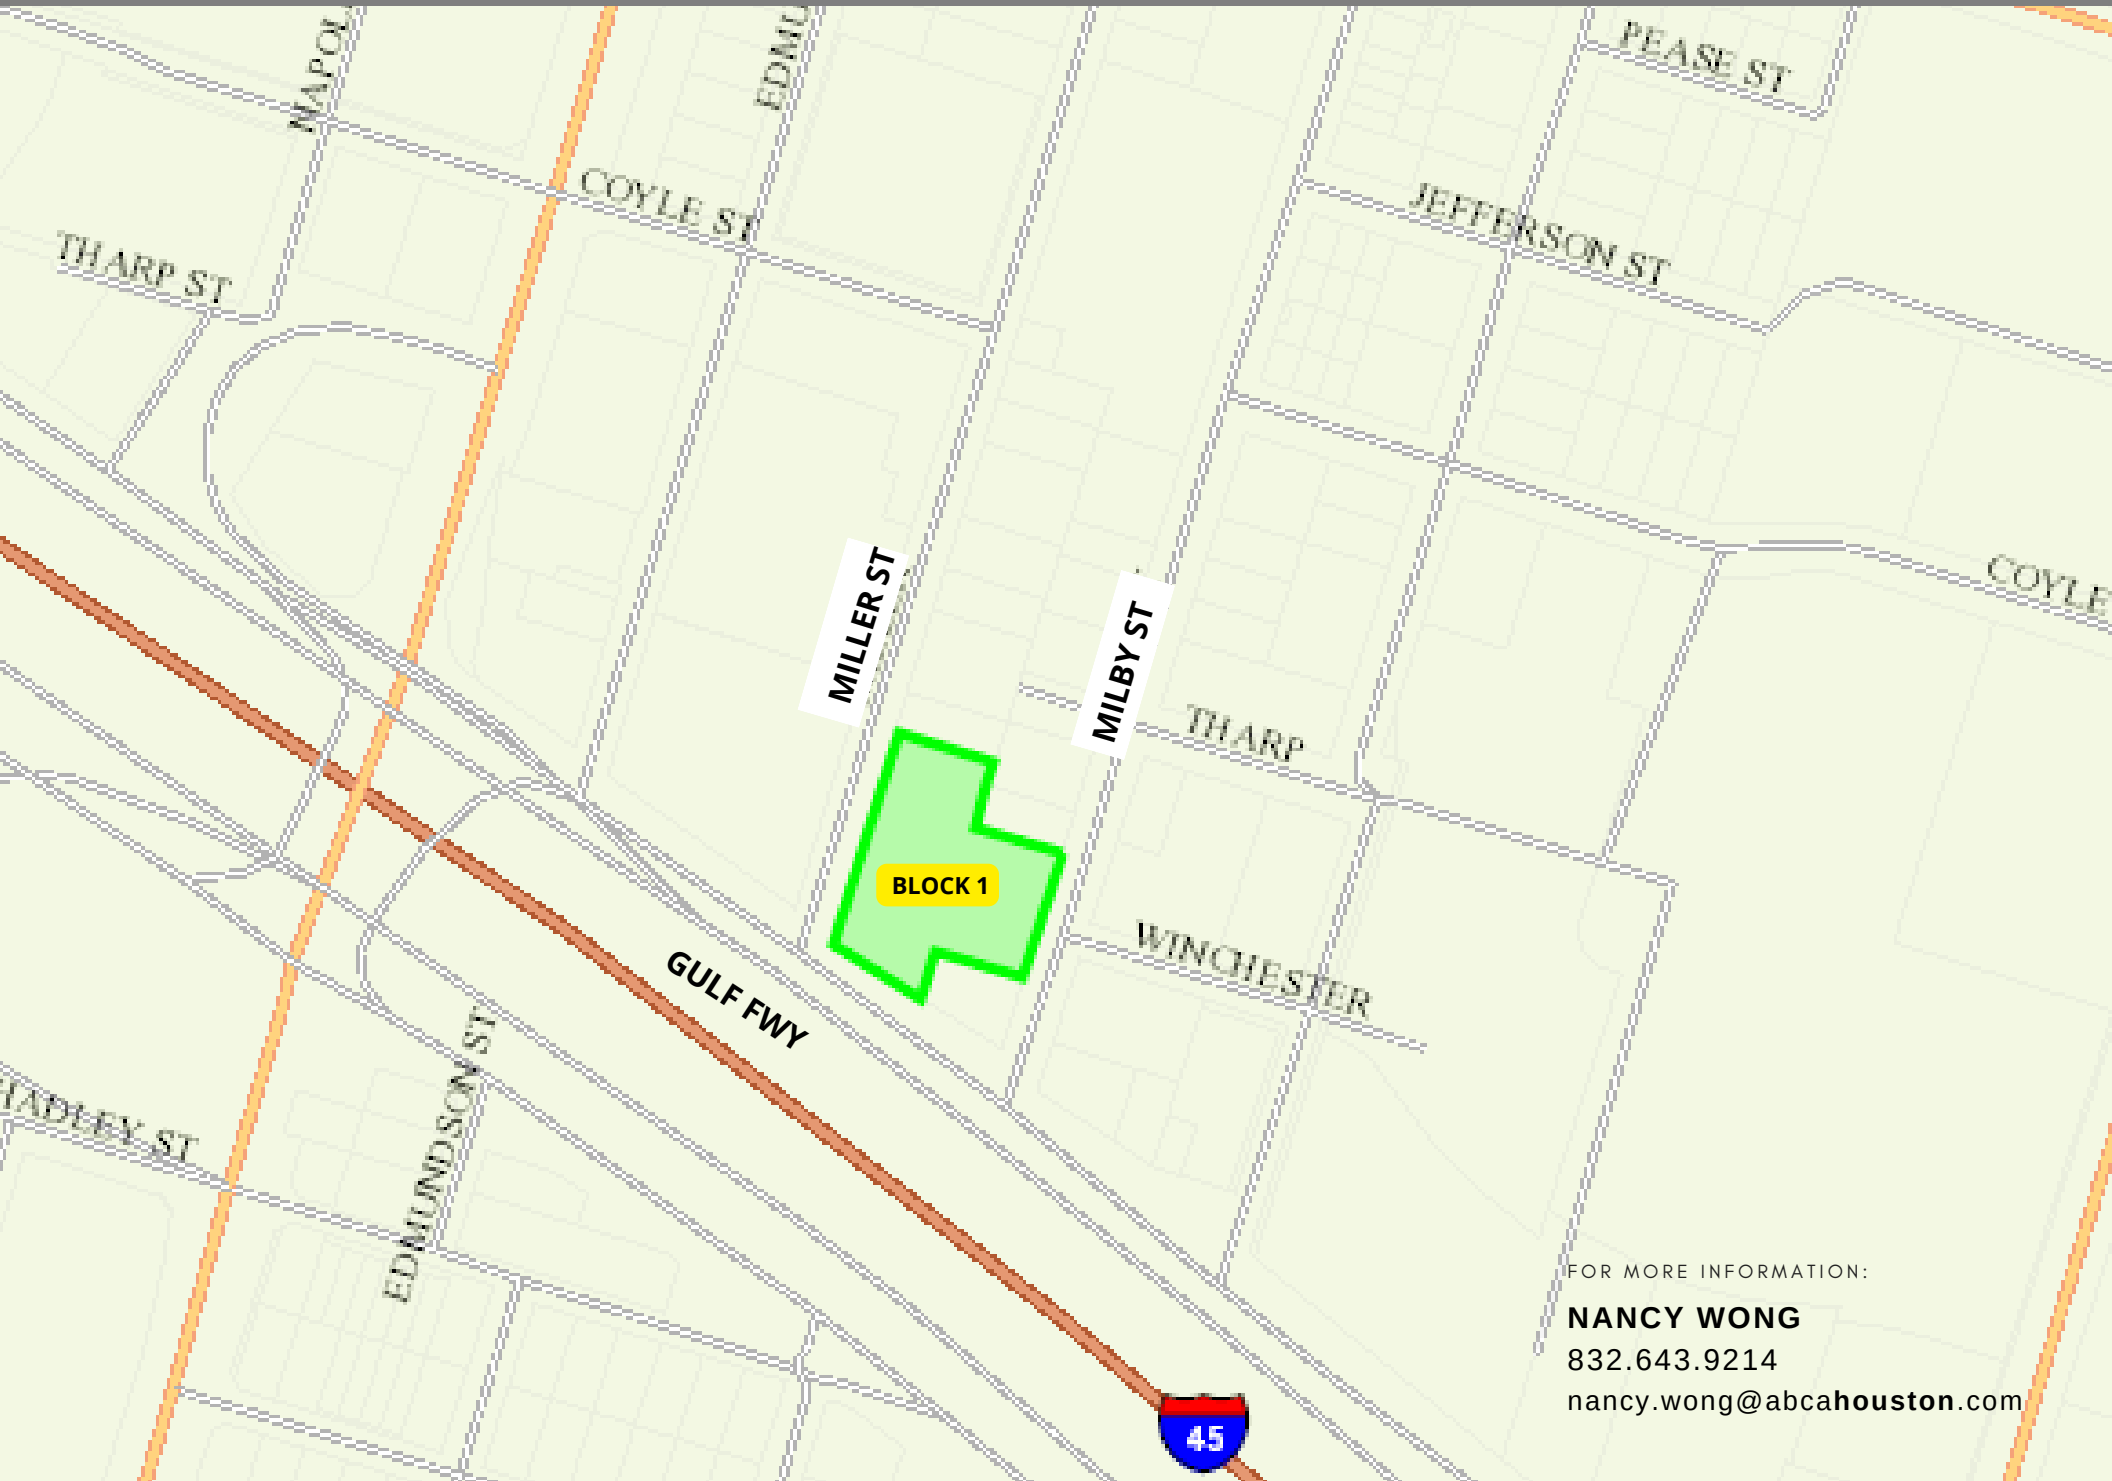 NAPOL
EDMU
PEASE ST
COYLE ST
JEFFERSON ST
THARP ST
MILLER ST
MILBY ST
COYLE
THARP
BLOCK 1
WINCHESTER
GULF FWY
EDMUNDSON ST
HADLEY ST
45
FOR MORE INFORMATION:
NANCY WONG
832.643.9214
nancy.wong@abcahouston.com